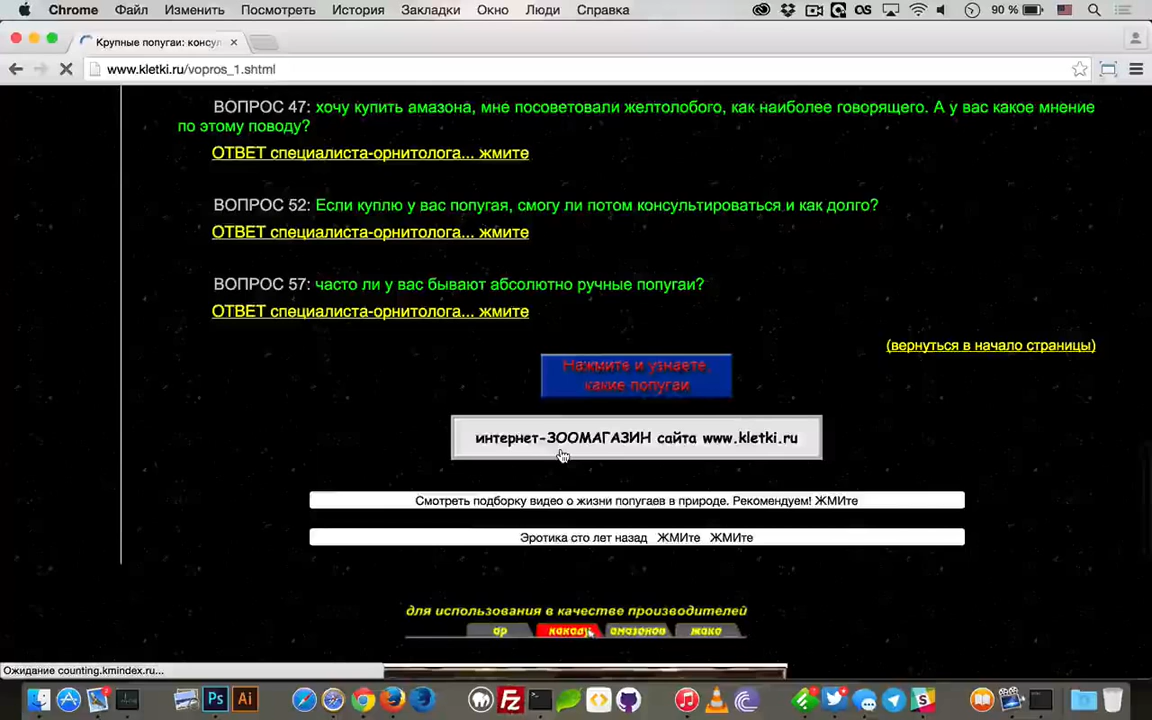 Chrome Файл Изменить Посмотреть История Закладки Окно Люди Справка 90 %
Крупные попугаи: консул
www.kletki.ru/vopros_1.shtml
ВОПРОС 47: хочу купить амазона, мне посоветовали желтолобого, как наиболее говорящего. А у вас какое мнение
по этому поводу?
ОТВЕТ специалиста-орнитолога... жмите
ВОПРОС 52: Если куплю у вас попугая, смогу ли потом консультироваться и как долго?
ОТВЕТ специалиста-орнитолога... жмите
ВОПРОС 57: часто ли у вас бывают абсолютно ручные попугаи?
ОТВЕТ специалиста-орнитолога... жмите
(вернуться в начало страницы)
Нажмите и узнаете,
какие попугаи
интернет-ЗООМАГАЗИН сайта www.kletki.ru
Смотреть подборку видео о жизни попугаев в природе. Рекомендуем! ЖМИте
Эротика сто лет назад ЖМИте ЖМИте
для использования в качестве производителей
ар какаду амазонов жако
Ожидание counting.kmindex.ru...
Ps Ai Fz